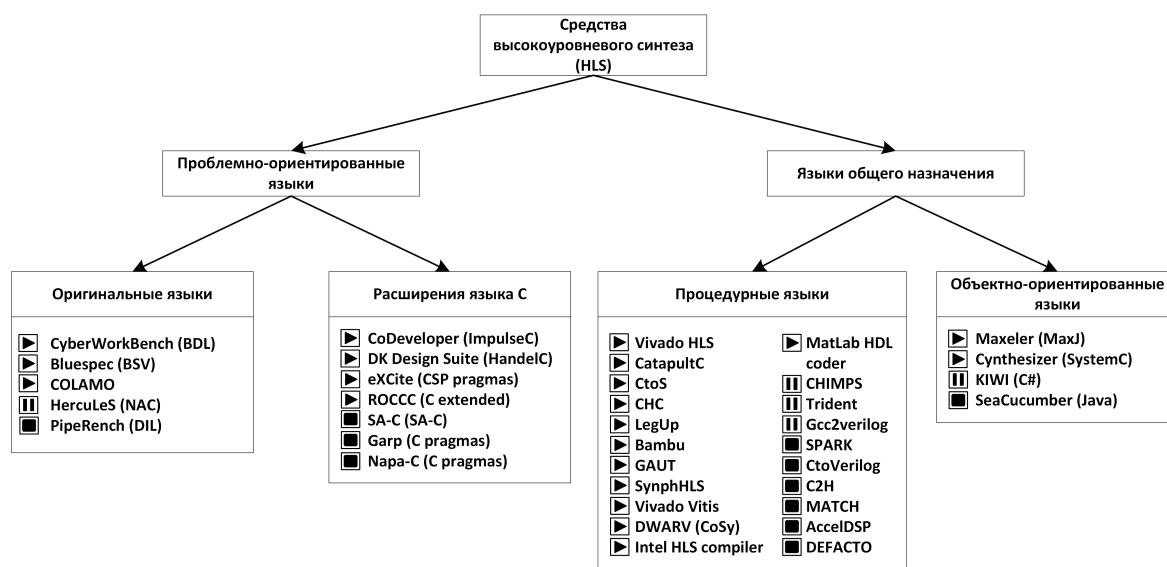 Средства
высокоуровневого синтеза
(HLS)
Проблемно-ориентированные
языки
Языки общего назначения
Оригинальные языки
CyberWorkBench (BDL)
Bluespec (BSV)
COLAMO
HercuLeS (NAC)
PipeRench (DIL)
Расширения языка С
CoDeveloper (ImpulseC)
DK Design Suite (HandelC)
eXCite (CSP pragmas)
ROCCC (C extended)
SA-C (SA-C)
Garp (C pragmas)
Napa-C (C pragmas)
Процедурные языки
Vivado HLS
CatapultC
CtoS
CHC
LegUp
Bambu
GAUT
SynphHLS
Vivado Vitis
DWARV (CoSy)
Intel HLS compiler
MatLab HDL
coder
CHIMPS
Trident
Gcc2verilog
SPARK
CtoVerilog
C2H
MATCH
AccelDSP
DEFACTO
Объектно-ориентированные
языки
Maxeler (MaxJ)
Cynthesizer (SystemC)
KIWI (C#)
SeaCucumber (Java)